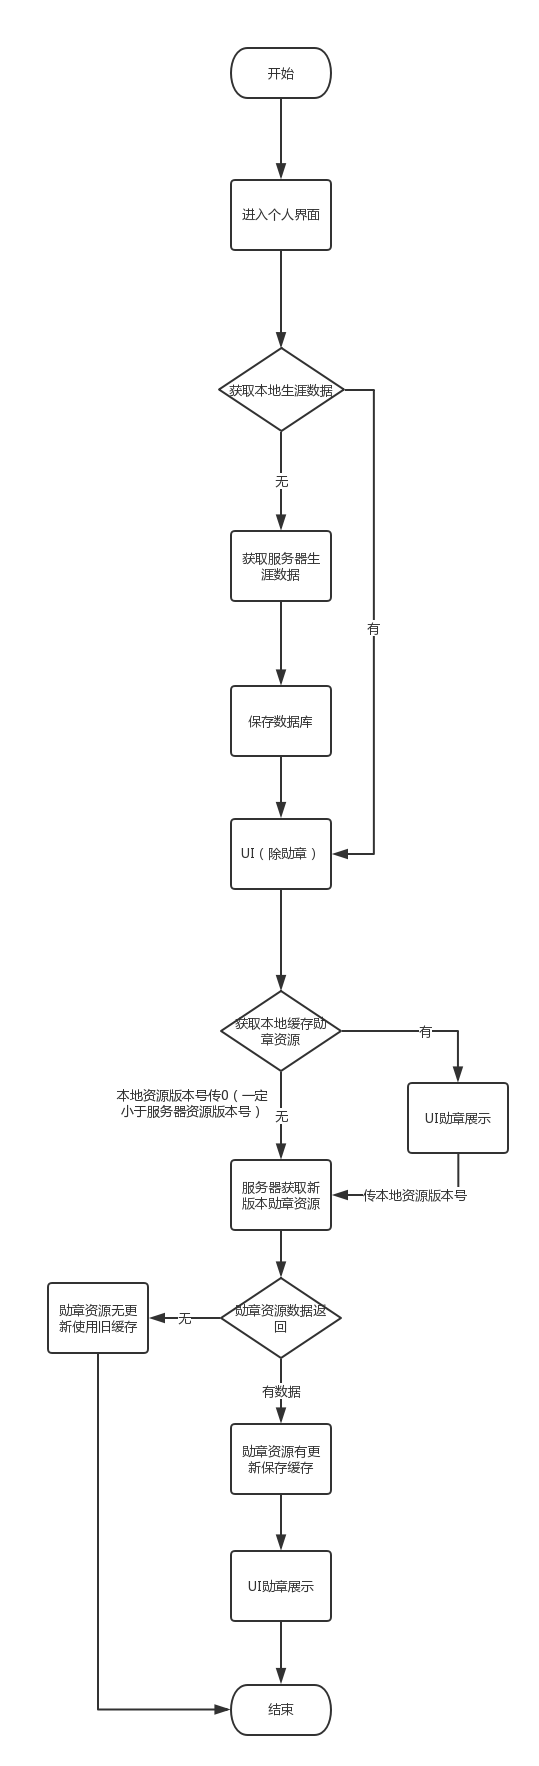 开始
进入个人界面
获取本地生涯数据
无
获取服务器生
涯数据
有
保存数据库
UI（除勋章）
获取本地缓存勋
章资源
有
本地资源版本号传0（一定
小于服务器资源版本号）
无
UI勋章展示
服务器获取新
版本勋章资源
传本地资源版本号
勋章资源无更
新使用旧缓存
无
勋章资源数据返
回
有数据
勋章资源有更
新保存缓存
UI勋章展示
结束